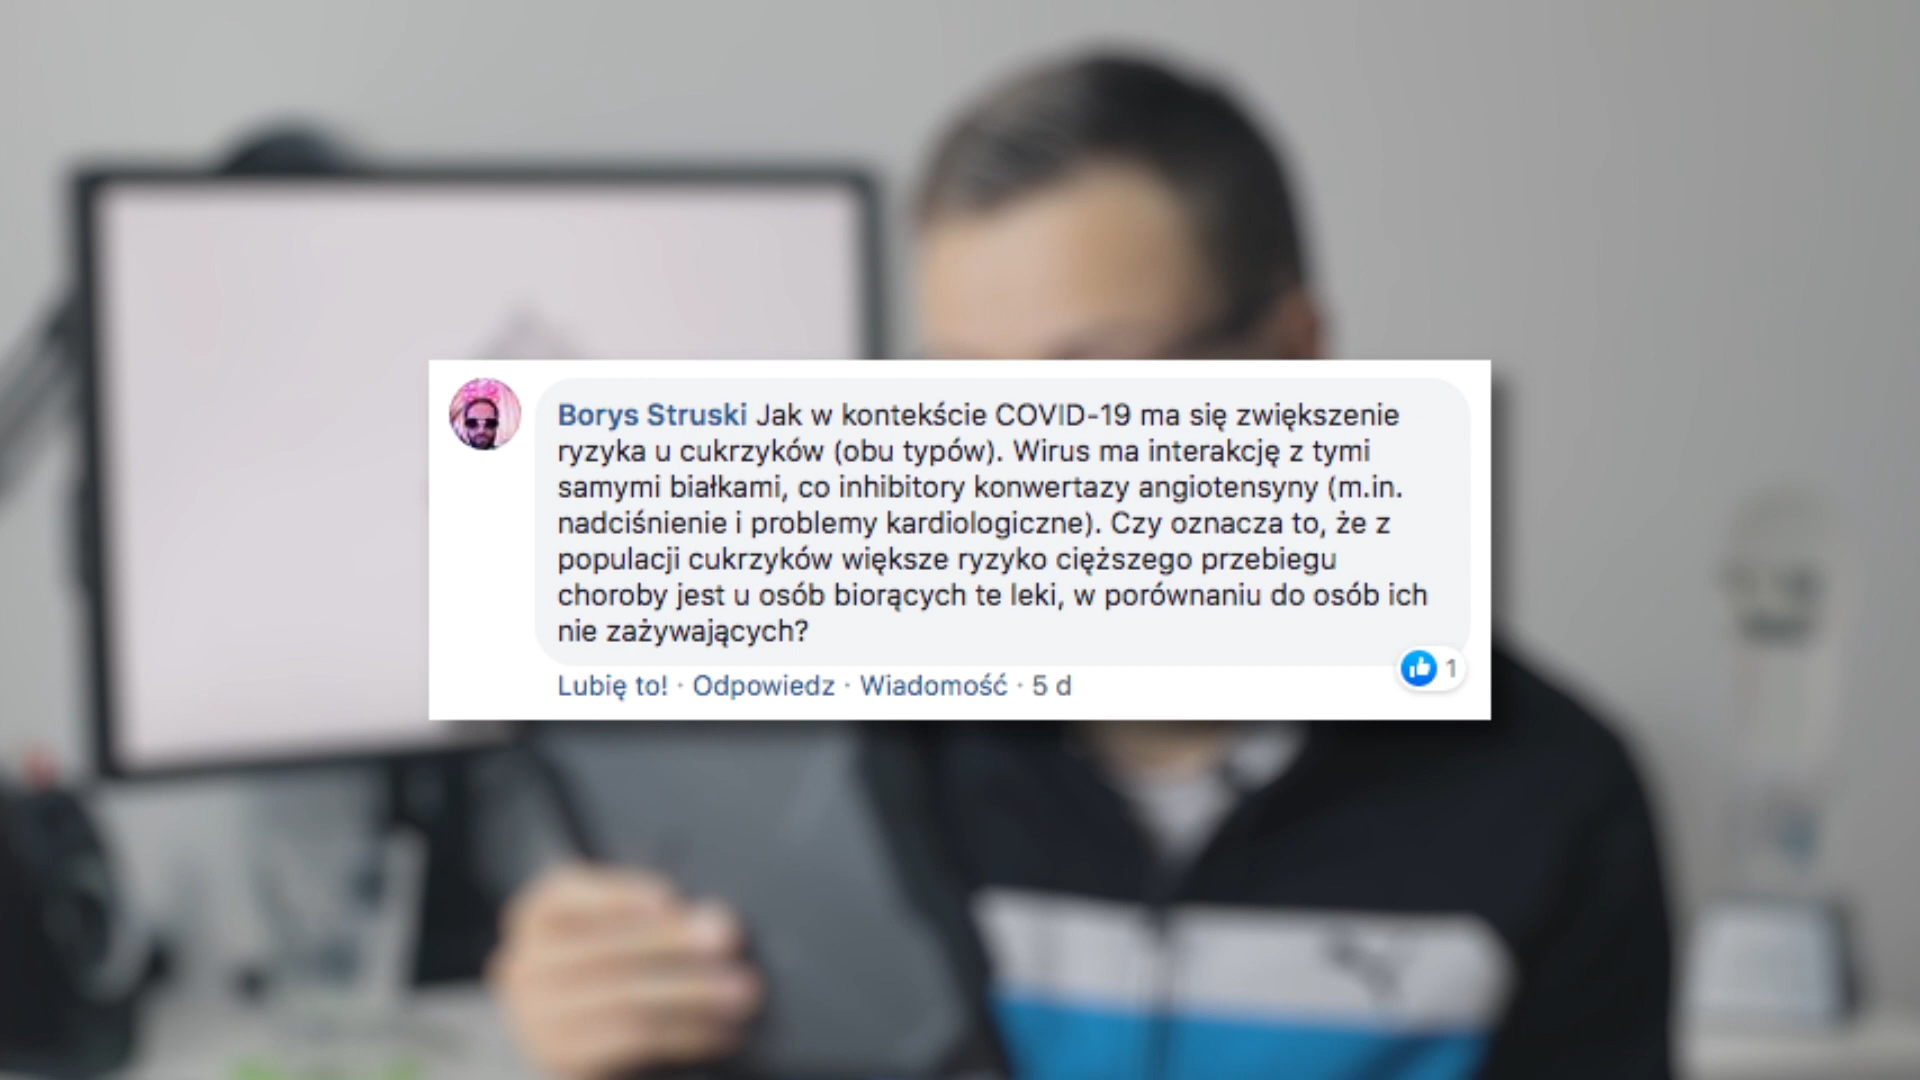 Borys Struski Jak w kontekście COVID-19 ma się zwiększenie
ryzyka u cukrzyków (obu typów). Wirus ma interakcję z tymi
samymi białkami, co inhibitory konwertazy angiotensyny (m.in.
nadciśnienie i problemy kardiologiczne). Czy oznacza to, że z
populacji cukrzyków większe ryzyko cięższego przebiegu
choroby jest u osób biorących te leki, w porównaniu do osób ich
nie zażywających?
1
Lubię to! · Odpowiedz · Wiadomość · 5 d